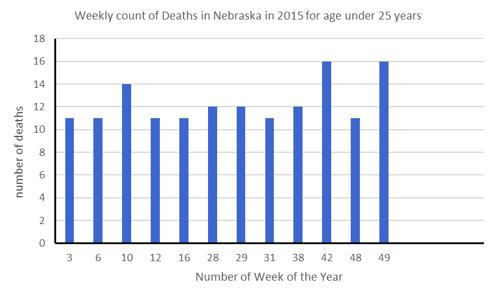 Weekly count of Deaths in Nebraska in 2015 for age under 25 years
18
16
14
12
10
8
6
4
2
0
number of deaths
3 6 10 12 16 28 29 31 38 42 48 49
Number of Week of the Year